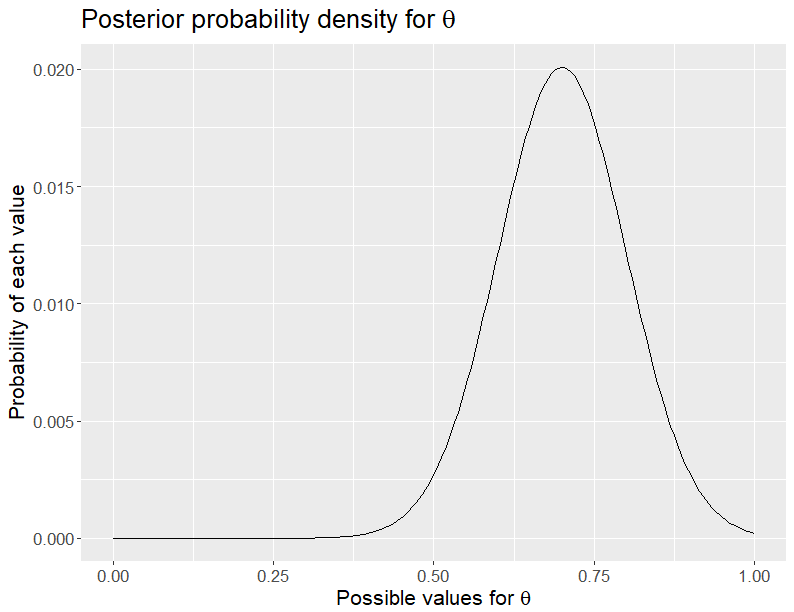 Posterior probability density for θ
Probability of each value
0.020
0.015
0.010
0.005
0.000
0.00 0.25 0.50 0.75 1.00
Possible values for θ